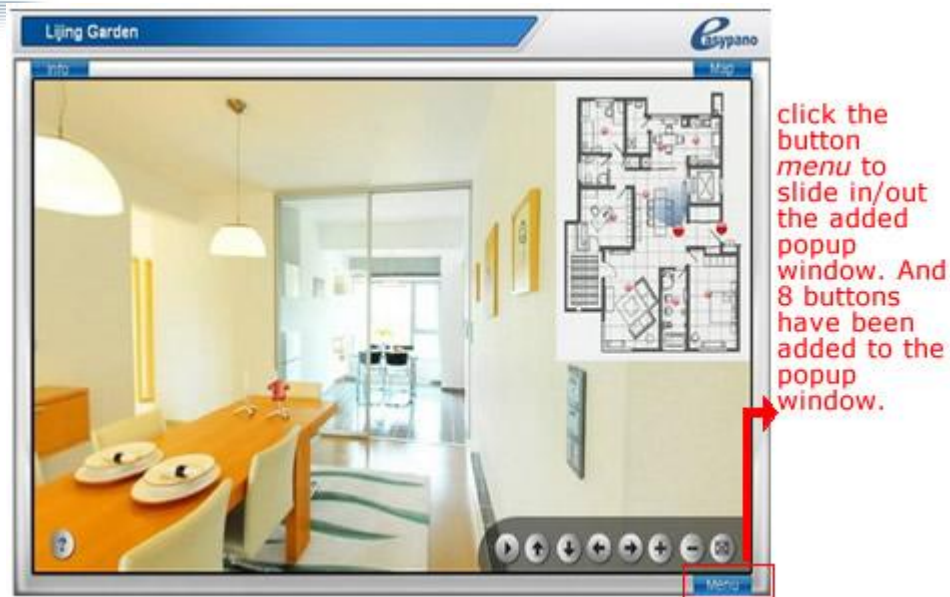 Lijing Garden
Easypano
Info
Map
click the
button
menu to
slide in/out
the added
popup
window. And
8 buttons
have been
added to the
popup
window.
?
Menu